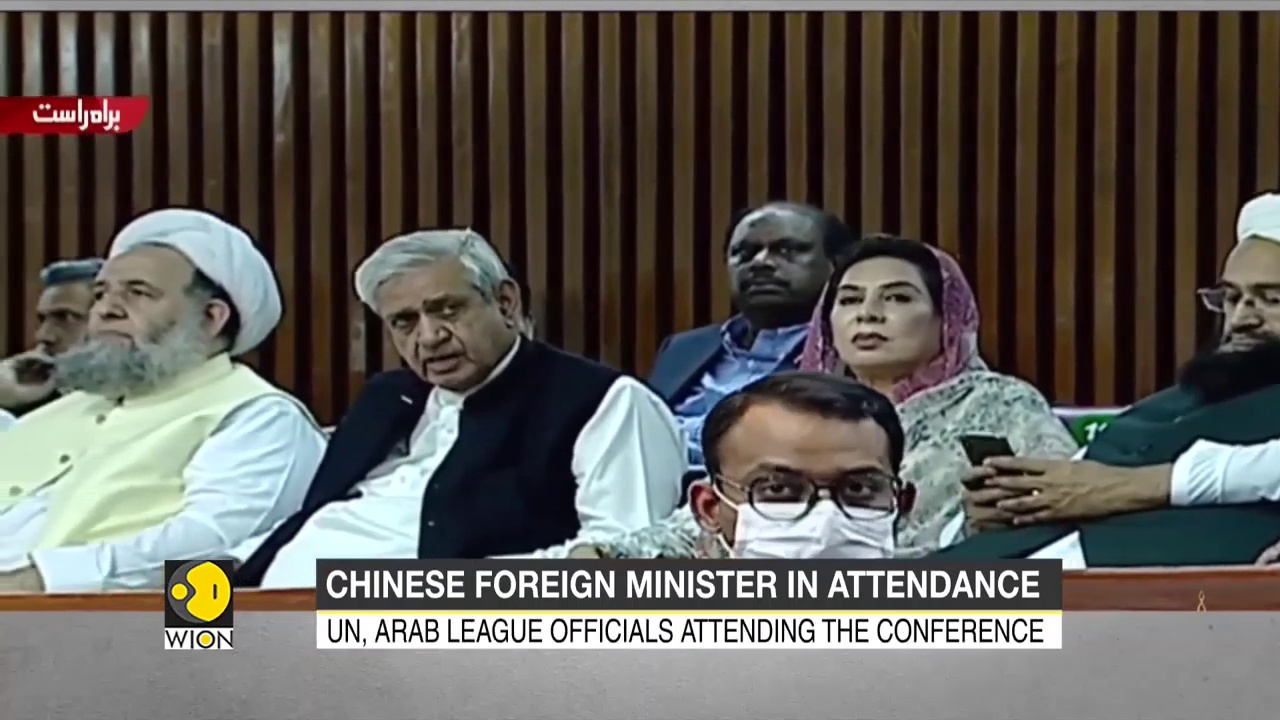 براہ راست
CHINESE FOREIGN MINISTER IN ATTENDANCE
UN, ARAB LEAGUE OFFICIALS ATTENDING THE CONFERENCE
WION